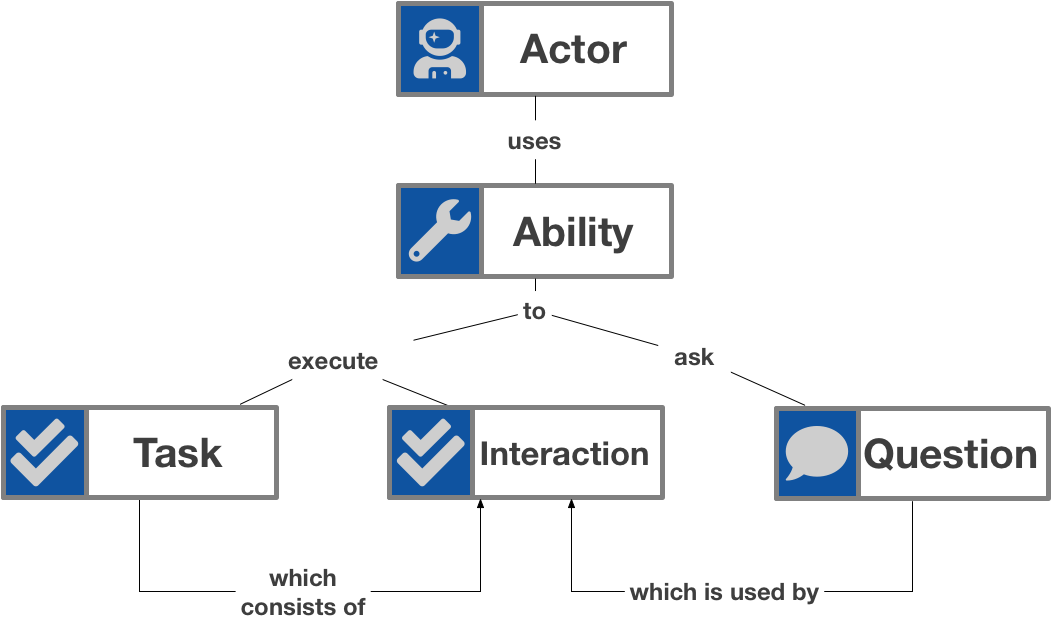 Actor
uses
Ability
to
execute
ask
Task
Interaction
Question
which
consists of
which is used by